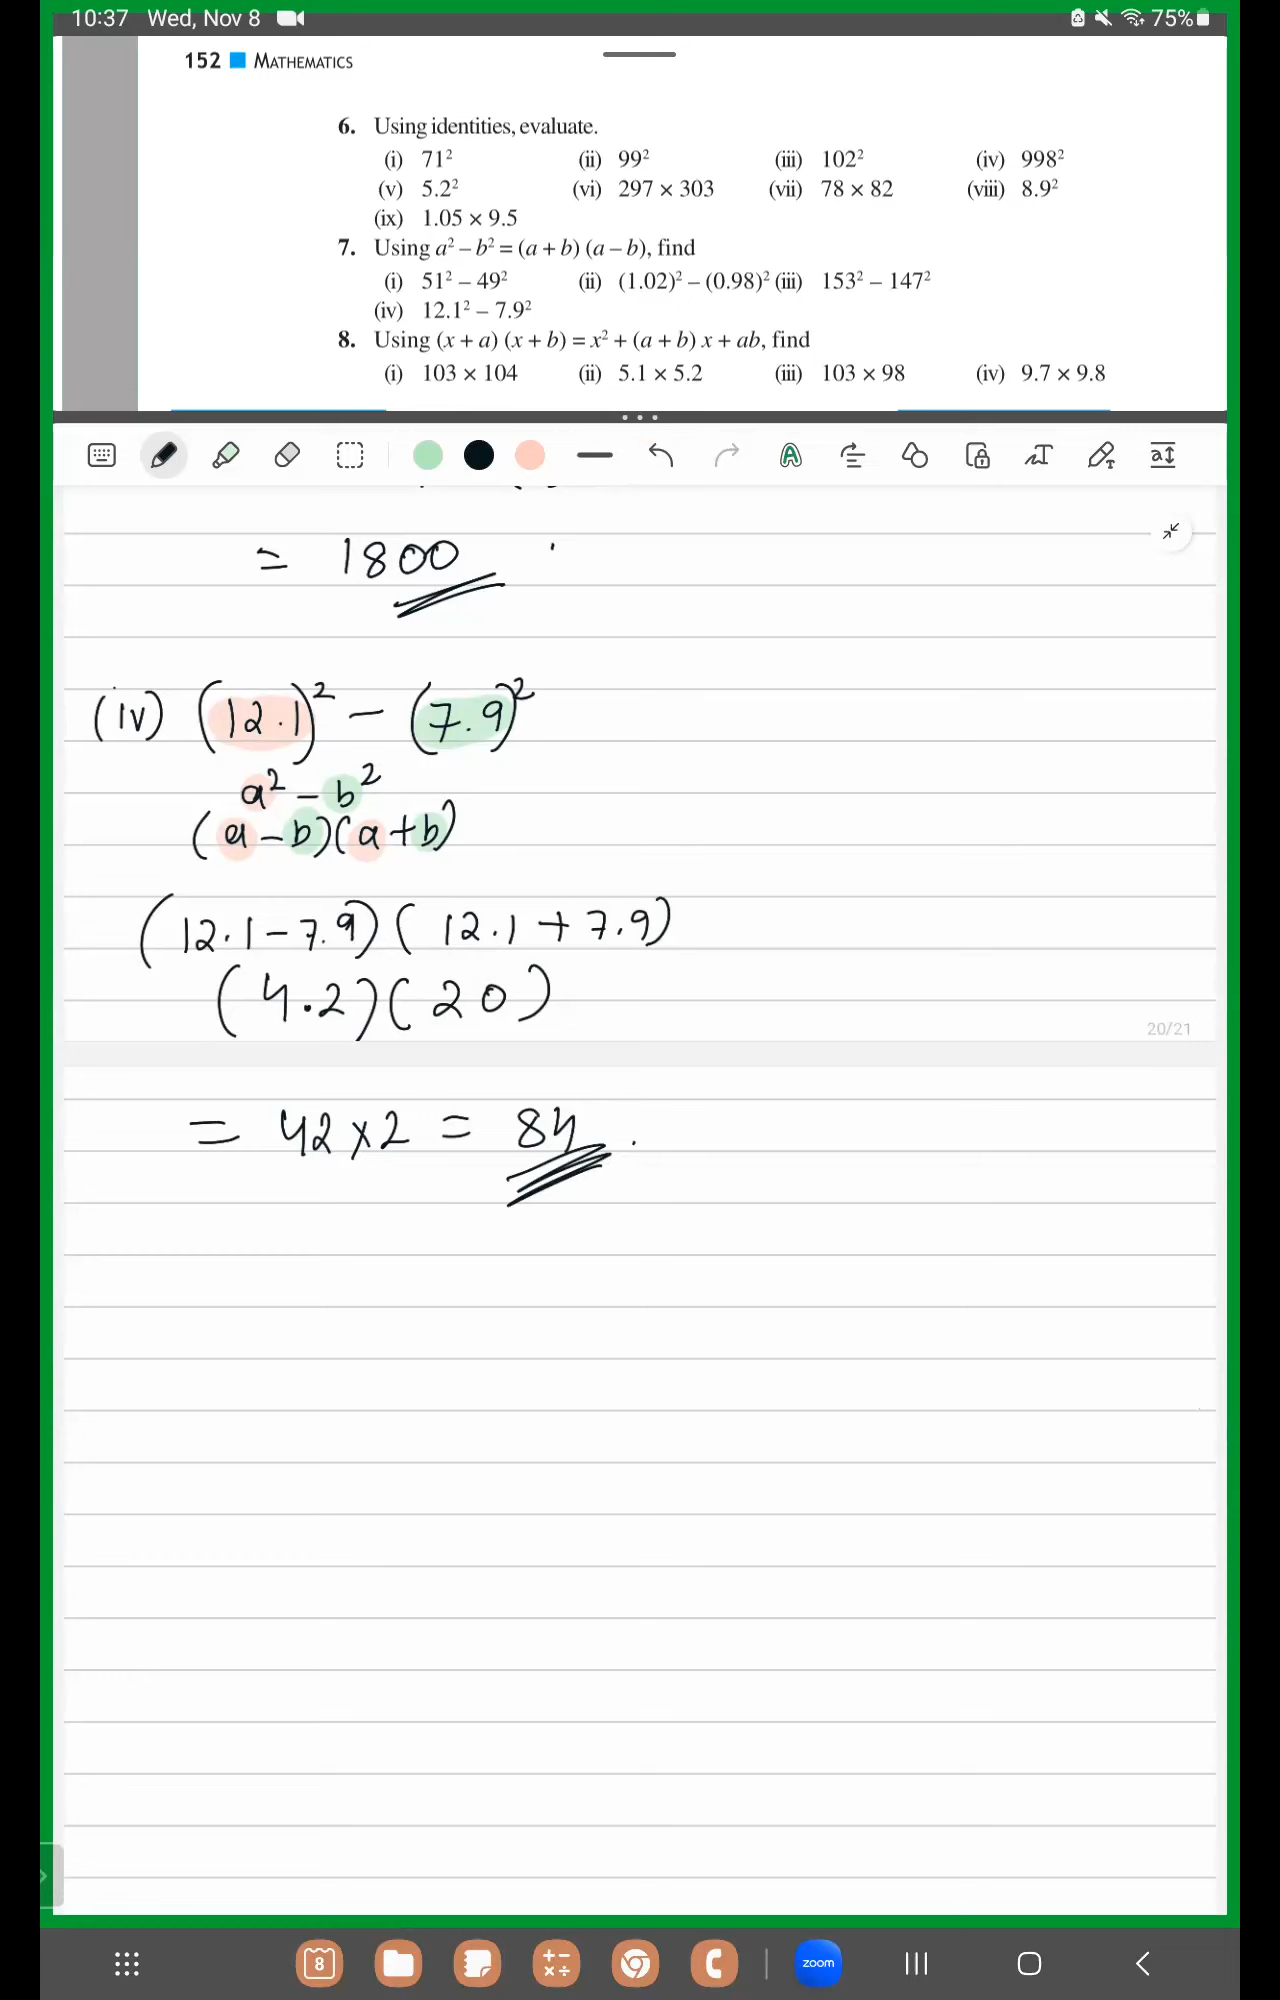 10:37 Wed, Nov 8 75%
152 MATHEMATICS
6. Using identities, evaluate.
(i) 71² (ii) 99² (iii) 102² (iv) 998²
(v) 5.2² (vi) 297 × 303 (vii) 78 × 82 (viii) 8.9²
(ix) 1.05 × 9.5
7. Using a² – b² = (a + b) (a – b), find
(i) 51² – 49² (ii) (1.02)² – (0.98)² (iii) 153² – 147²
(iv) 12.1² – 7.9²
8. Using (x + a) (x + b) = x² + (a + b) x + ab, find
(i) 103 × 104 (ii) 5.1 × 5.2 (iii) 103 × 98 (iv) 9.7 × 9.8
= 1800
(iv) (12.1)² – (7.9)²
a² – b²
(a – b)(a + b)
(12.1 – 7.9)(12.1 + 7.9)
(4.2)(20)
20/21
= 42 × 2 = 84.
8 zoom